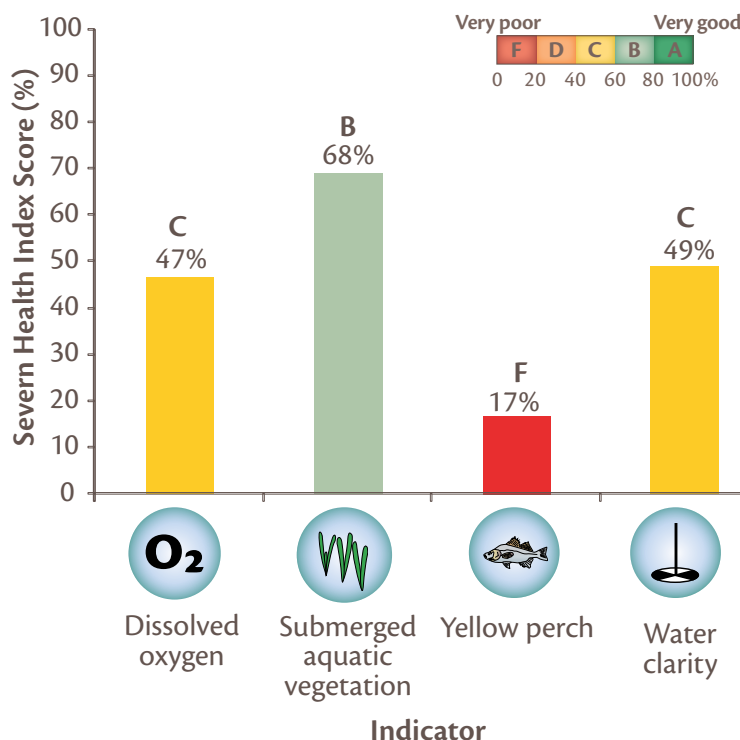 Very poor Very good
F D C B A
0 20 40 60 80 100%
Severn Health Index Score (%)
100
90
80
70
60
50
40
30
20
10
0
C
47%
B
68%
F
17%
C
49%
O₂
Dissolved
oxygen
Submerged
aquatic
vegetation
Yellow perch
Water
clarity
Indicator